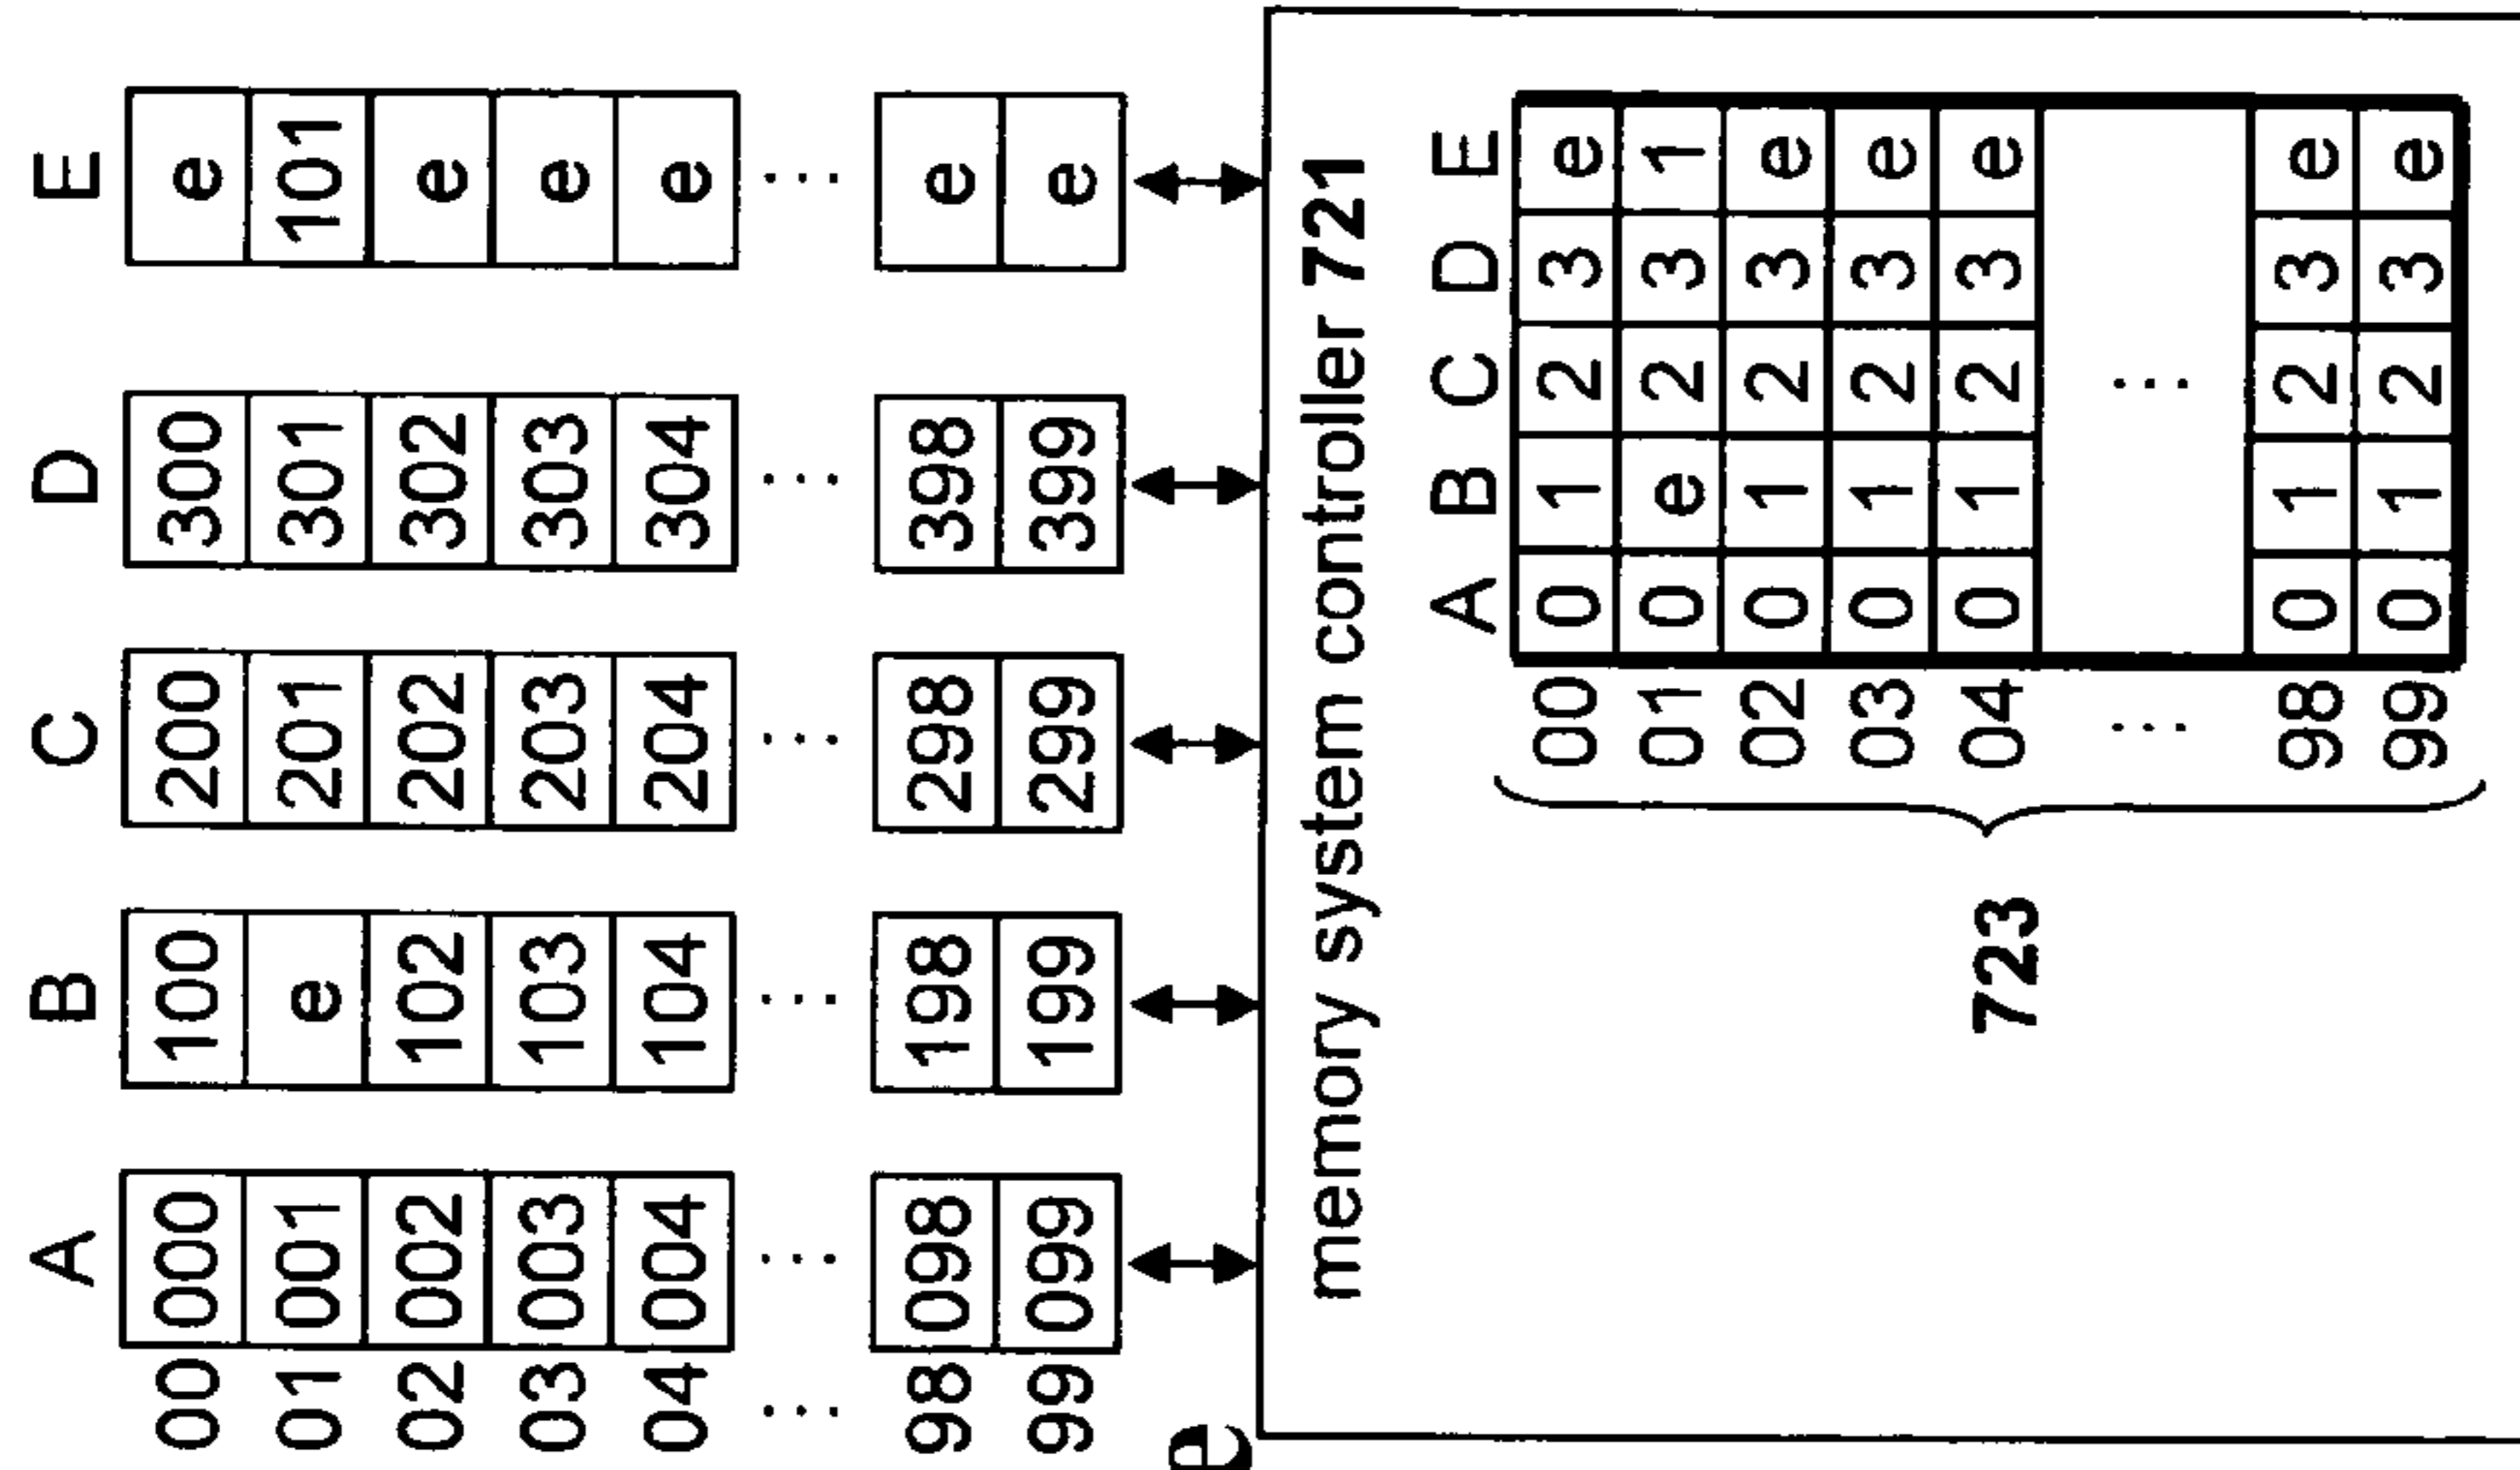 A B C D E
00 000 100 200 300 e
01 001 e 201 301 101
02 002 102 202 302 e
03 003 103 203 303 e
04 004 104 204 304 e
... ... ... ... ... ...
98 098 198 298 398 e
99 099 199 299 399 e
memory system controller 721
A B C D E
00 0 1 2 3 e
01 0 e 2 3 1
02 0 1 2 3 e
03 0 1 2 3 e
04 0 1 2 3 e
723
... ...
98 0 1 2 3 e
99 0 1 2 3 e